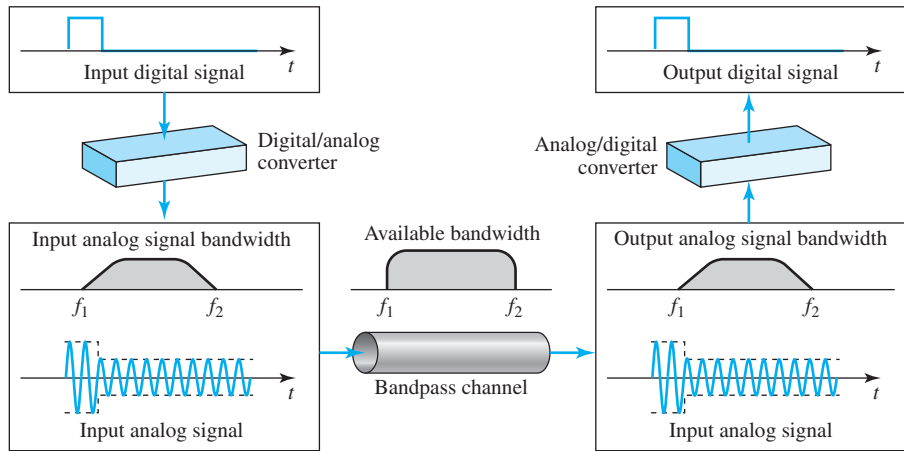 t
Input digital signal
t
Output digital signal
Digital/analog
converter
Analog/digital
converter
Input analog signal bandwidth
f1
f2
Available bandwidth
f1
f2
Output analog signal bandwidth
f1
f2
t
Input analog signal
Bandpass channel
t
Input analog signal